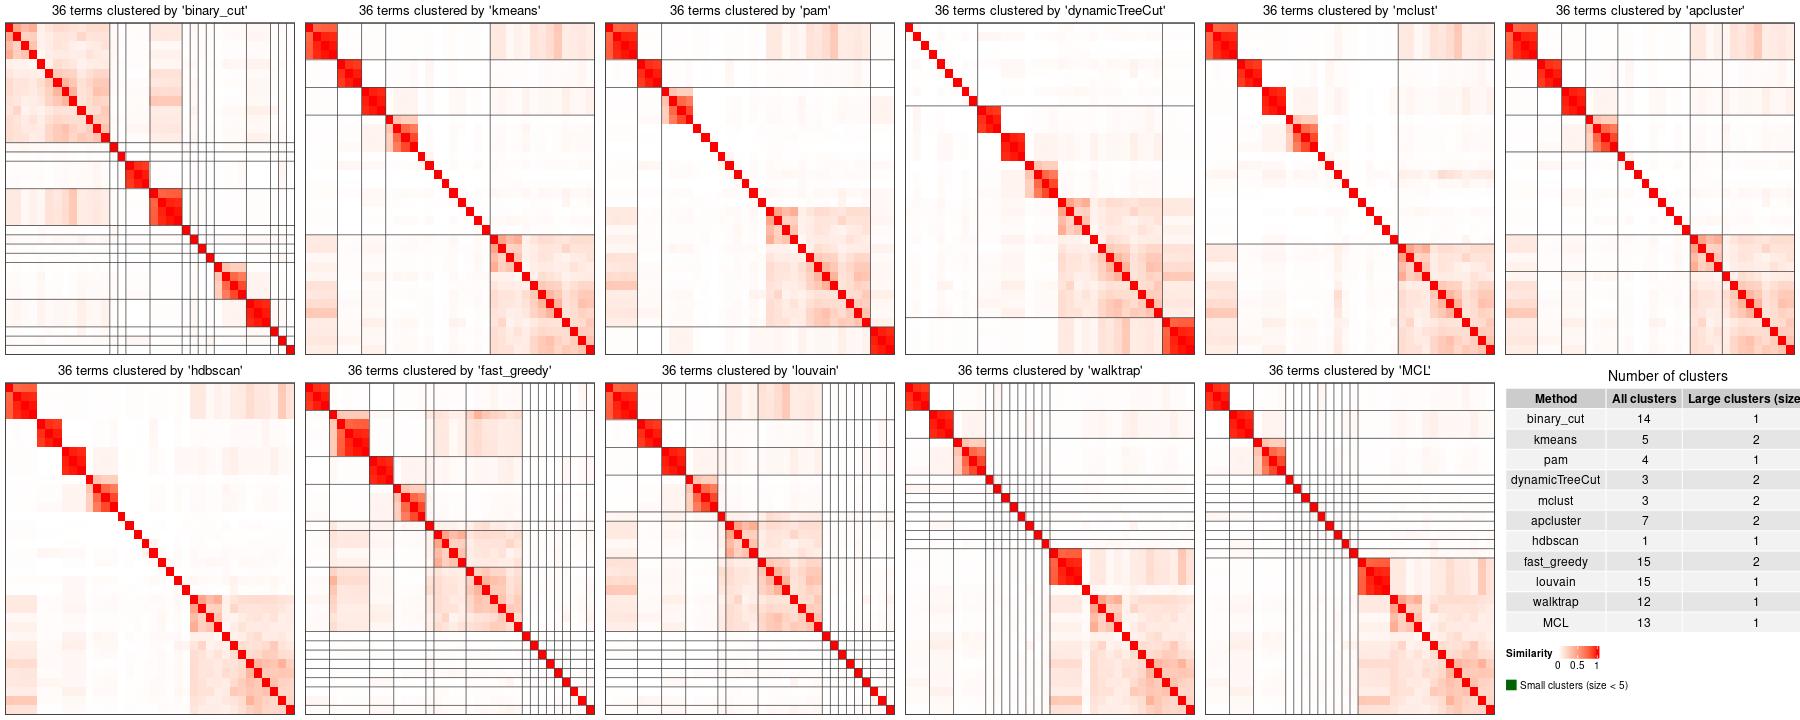 36 terms clustered by 'binary_cut'
36 terms clustered by 'kmeans'
36 terms clustered by 'pam'
36 terms clustered by 'dynamicTreeCut'
36 terms clustered by 'mclust'
36 terms clustered by 'apcluster'
36 terms clustered by 'hdbscan'
36 terms clustered by 'fast_greedy'
36 terms clustered by 'louvain'
36 terms clustered by 'walktrap'
36 terms clustered by 'MCL'
Number of clusters
Method All clusters Large clusters (size
binary_cut 14 1
kmeans 5 2
pam 4 1
dynamicTreeCut 3 2
mclust 3 2
apcluster 7 2
hdbscan 1 1
fast_greedy 15 2
louvain 15 1
walktrap 12 1
MCL 13 1
Similarity
0 0.5 1
Small clusters (size < 5)